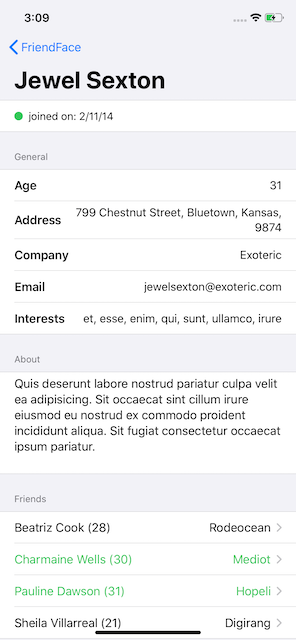 3:09
FriendFace
Jewel Sexton
joined on: 2/11/14
General
Age 31
Address 799 Chestnut Street, Bluetown, Kansas,
9874
Company Exoteric
Email jewelsexton@exoteric.com
Interests et, esse, enim, qui, sunt, ullamco, irure
About
Quis deserunt labore nostrud pariatur culpa velit
ea adipisicing. Sit occaecat sint cillum irure
eiusmod eu nostrud ex commodo proident
incididunt aliqua. Sit fugiat consectetur occaecat
ipsum pariatur.
Friends
Beatriz Cook (28) Rodeocean
Charmaine Wells (30) Mediot
Pauline Dawson (31) Hopeli
Sheila Villarreal (21) Digirang